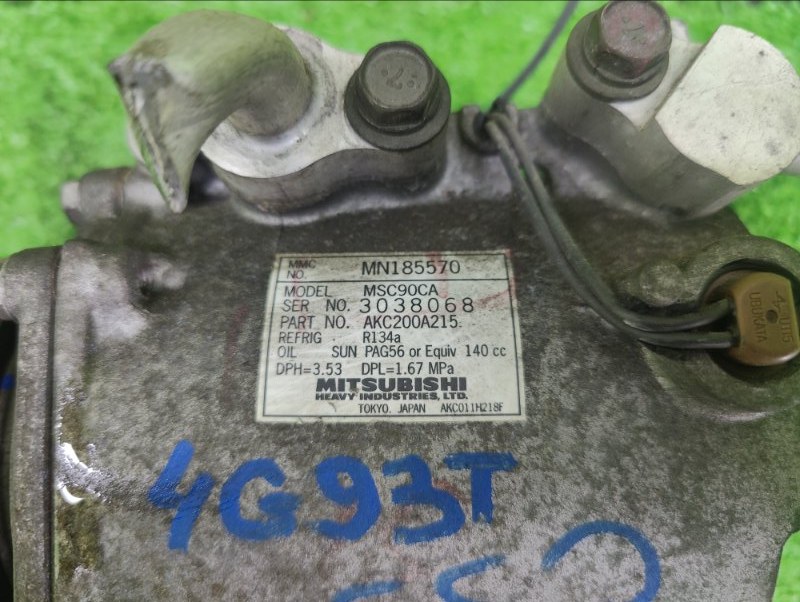 MMC NO. MN185570
MODEL MSC90CA
SER NO. 3038068
PART NO. AKC200A215
REFRIG R134a
OIL SUN PAG56 or Equiv 140 cc
DPH=3.53 DPL=1.67 MPa
MITSUBISHI
HEAVY INDUSTRIES, LTD.
TOKYO. JAPAN AKC011H218F
UBUKATA
4G93T